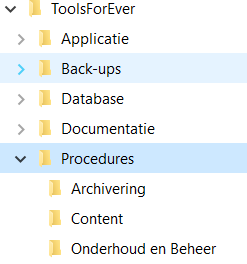 ToolsForEver
Applicatie
Back-ups
Database
Documentatie
Procedures
Archivering
Content
Onderhoud en Beheer